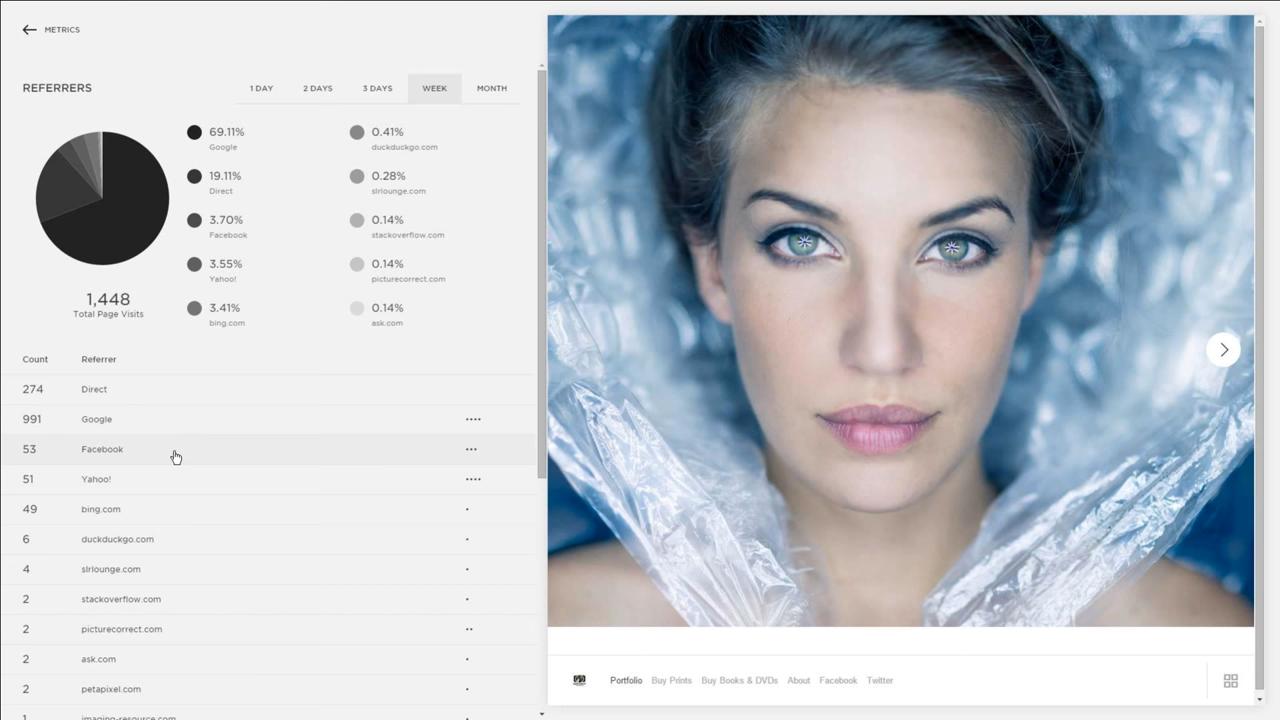 METRICS
REFERRERS
1 DAY 2 DAYS 3 DAYS WEEK MONTH
69.11%
Google
19.11%
Direct
3.70%
Facebook
3.55%
Yahoo!
3.41%
bing.com
0.41%
duckduckgo.com
0.28%
slrlounge.com
0.14%
stackoverflow.com
0.14%
picturecorrect.com
0.14%
ask.com
1,448
Total Page Visits
Count Referrer
274 Direct
991 Google
53 Facebook
51 Yahoo!
49 bing.com
6 duckduckgo.com
4 slrlounge.com
2 stackoverflow.com
2 picturecorrect.com
2 ask.com
2 petapixel.com
1 imaging-resource.com
Portfolio Buy Prints Buy Books & DVDs About Facebook Twitter